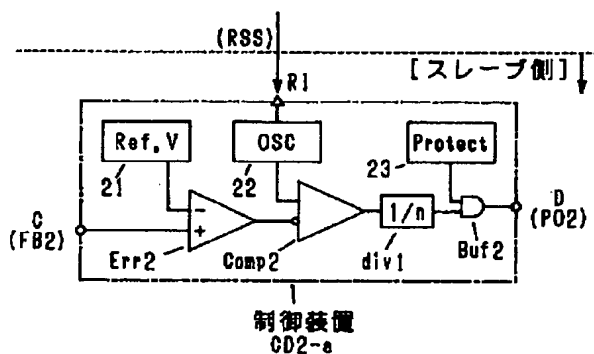 (RSS)
[スレーブ側]
R1
Ref.V
OSC
Protect
21
22
23
C
(FB2)
-
+
1/n
D
(PO2)
Err2
Comp2
div1
Buf2
制御装置
CD2-a